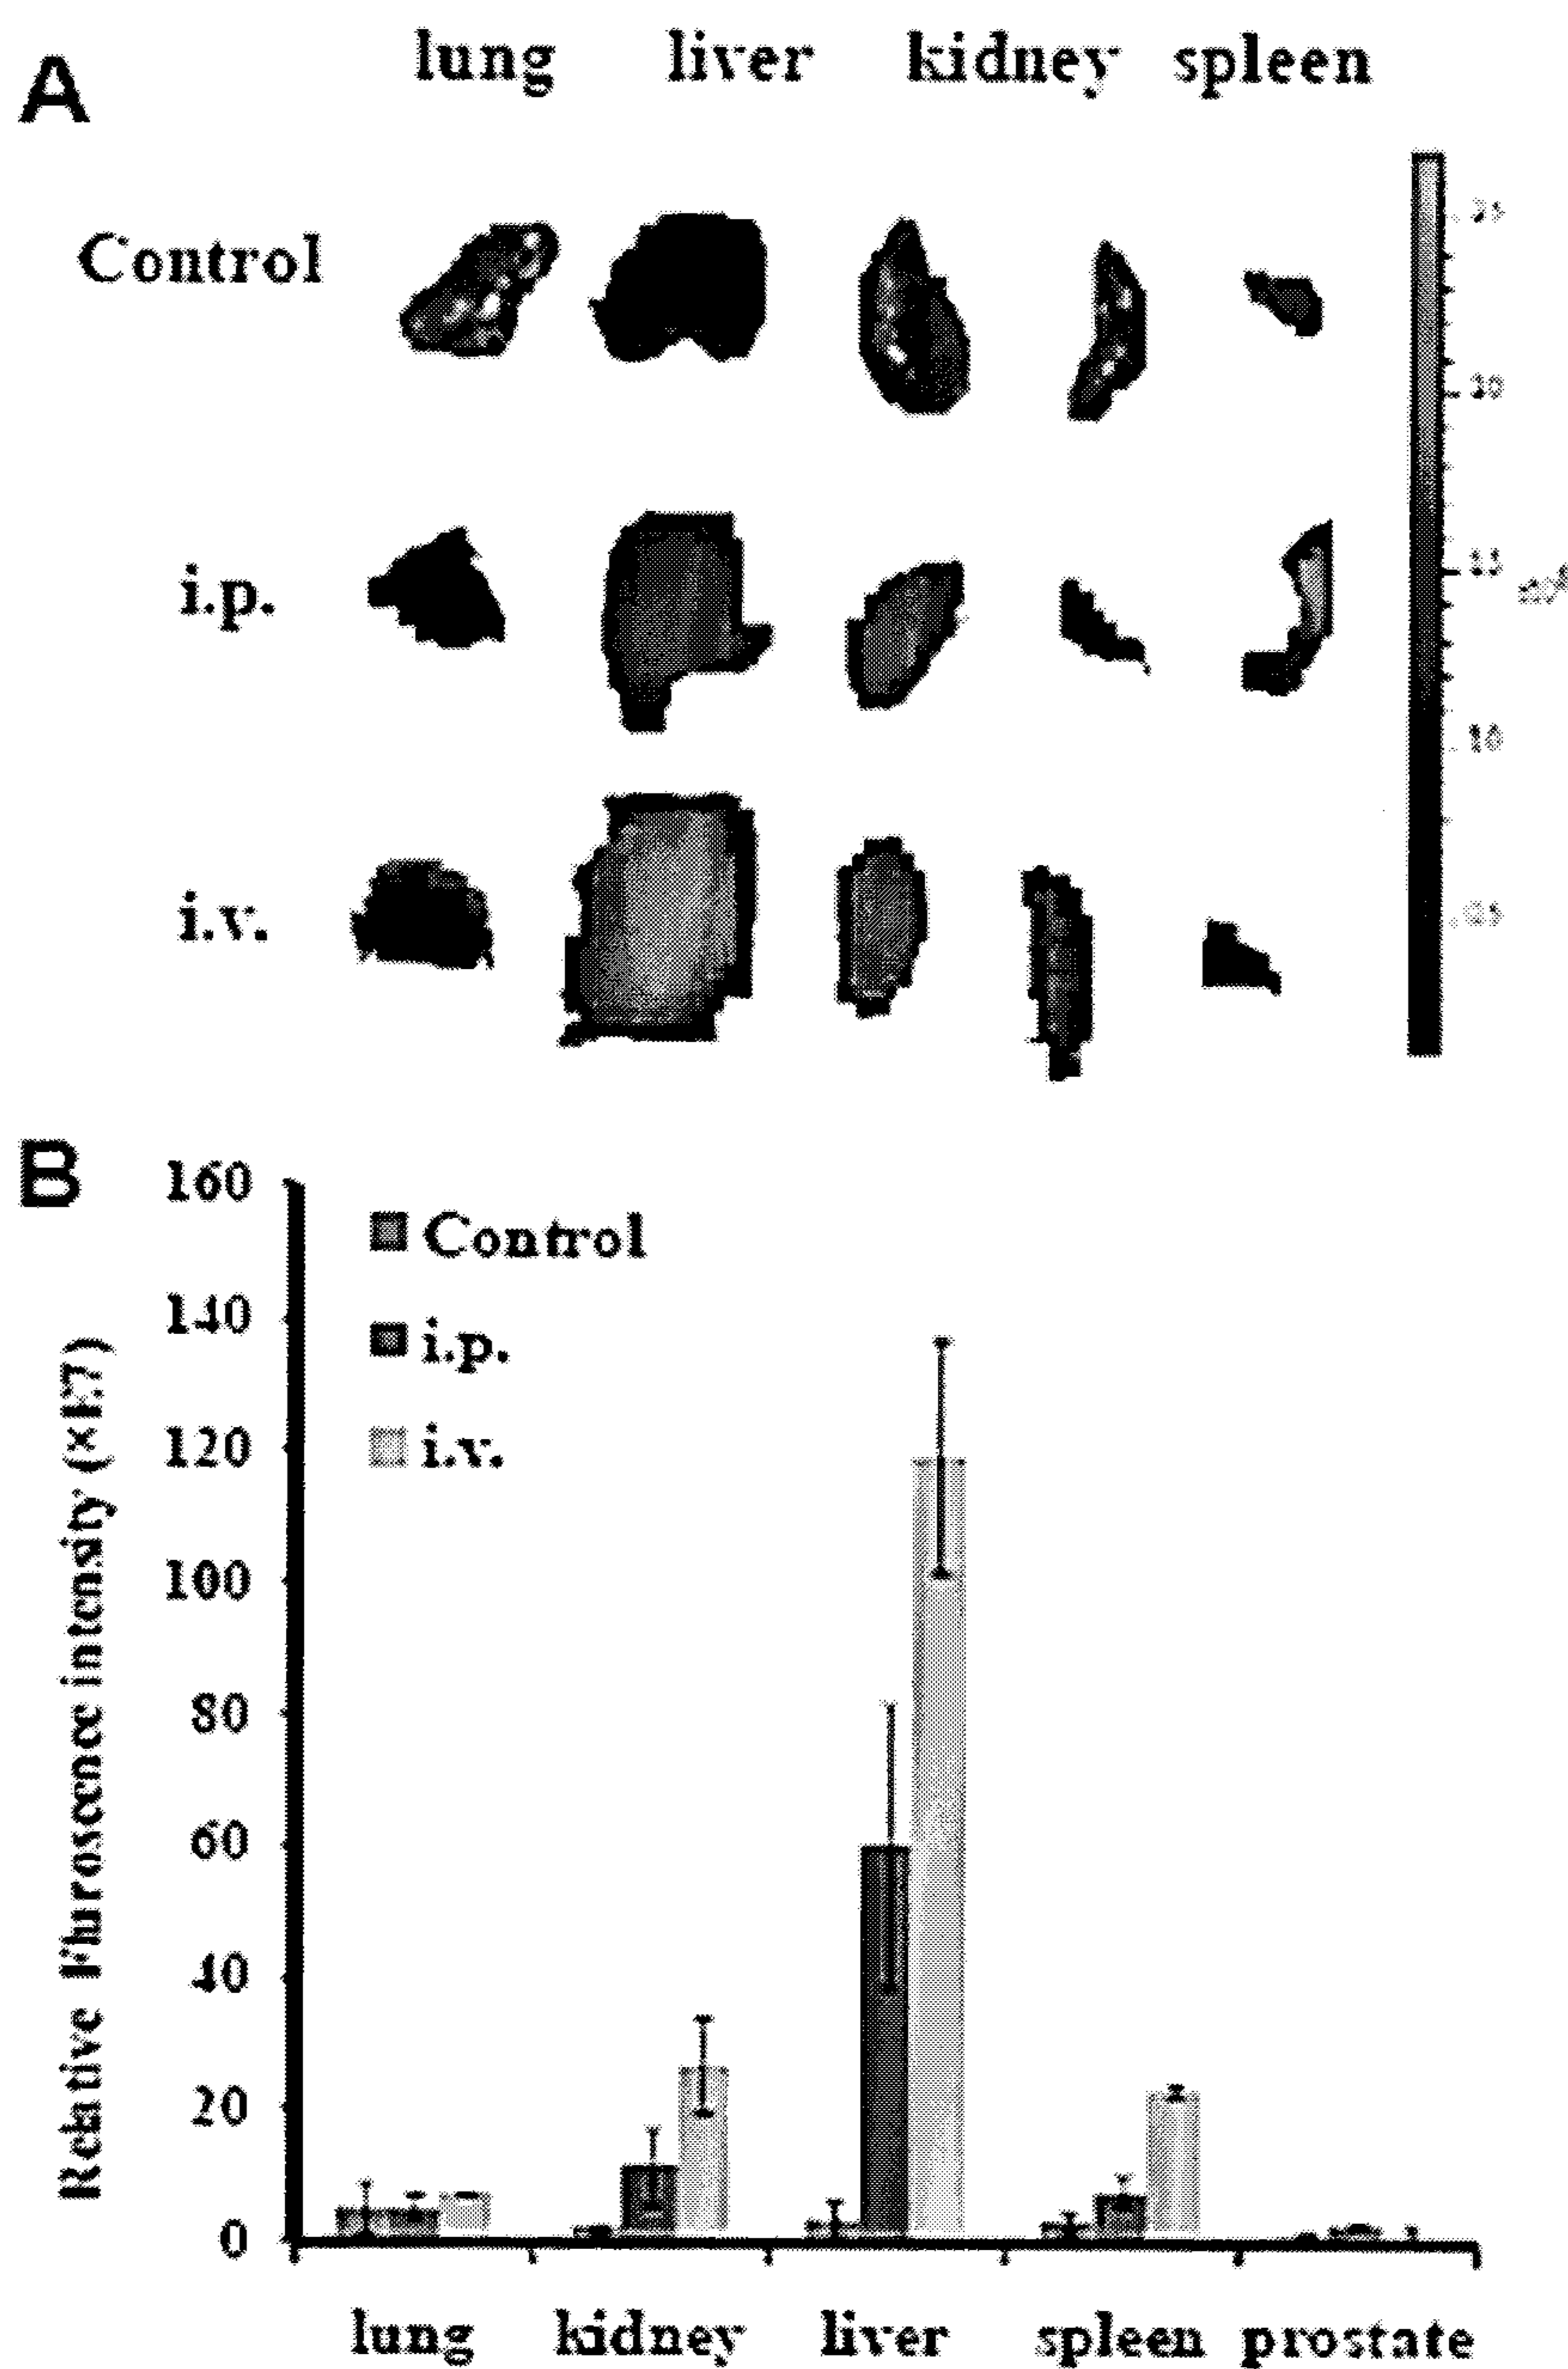 A
lung liver kidney spleen
Control
i.p.
i.v.
B
160
140
120
100
80
60
40
20
0
Relative Fluroscence intensity (×E7)
Control
i.p.
i.v.
lung kidney liver spleen prostate